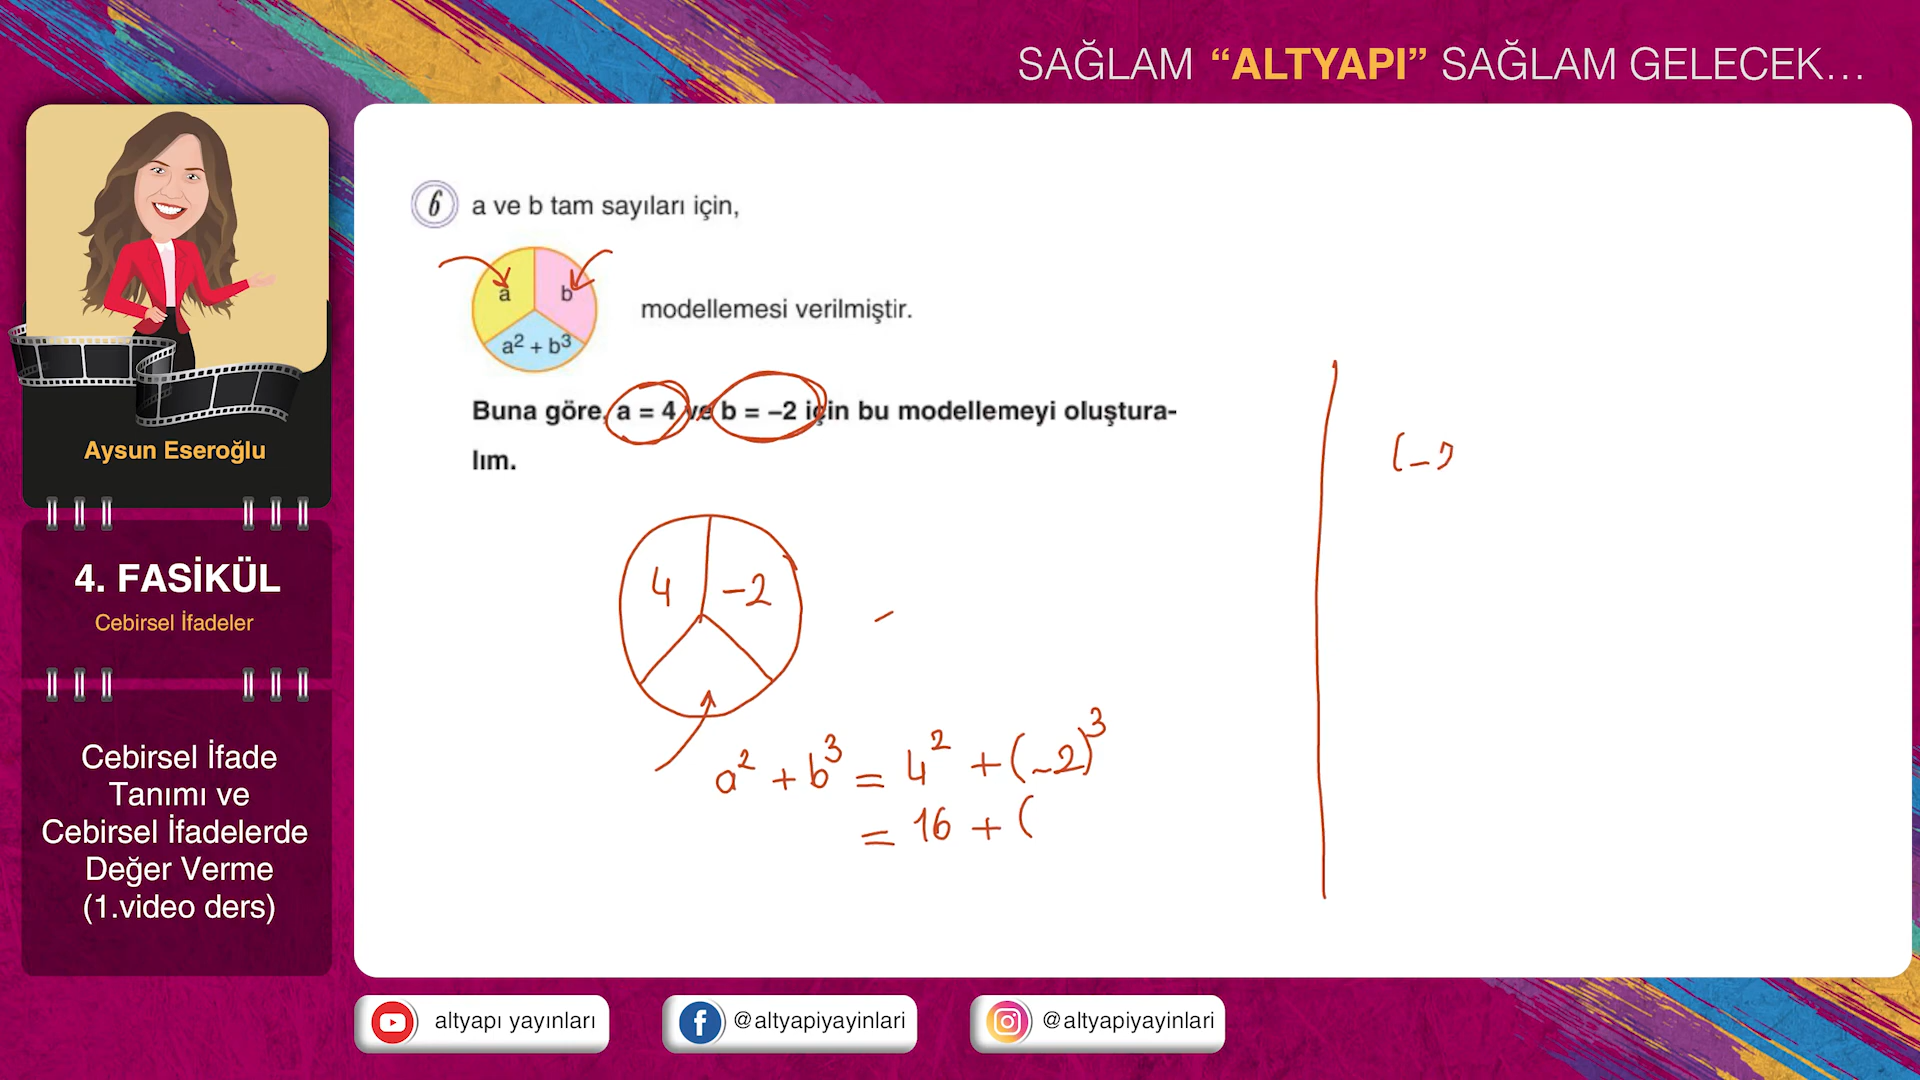 SAĞLAM “ALTYAPI” SAĞLAM GELECEK...
Aysun Eseroğlu
4. FASİKÜL
Cebirsel İfadeler
Cebirsel İfade
Tanımı ve
Cebirsel İfadelerde
Değer Verme
(1.video ders)
6 a ve b tam sayıları için,
a b
a² + b³
modellemesi verilmiştir.
Buna göre, a = 4 ve b = –2 için bu modellemeyi oluştura-
lım.
(–)
4 –2
a² + b³ = 4² + (–2)³
= 16 + (
altyapı yayınları
@altyapiyayinlari
@altyapiyayinlari